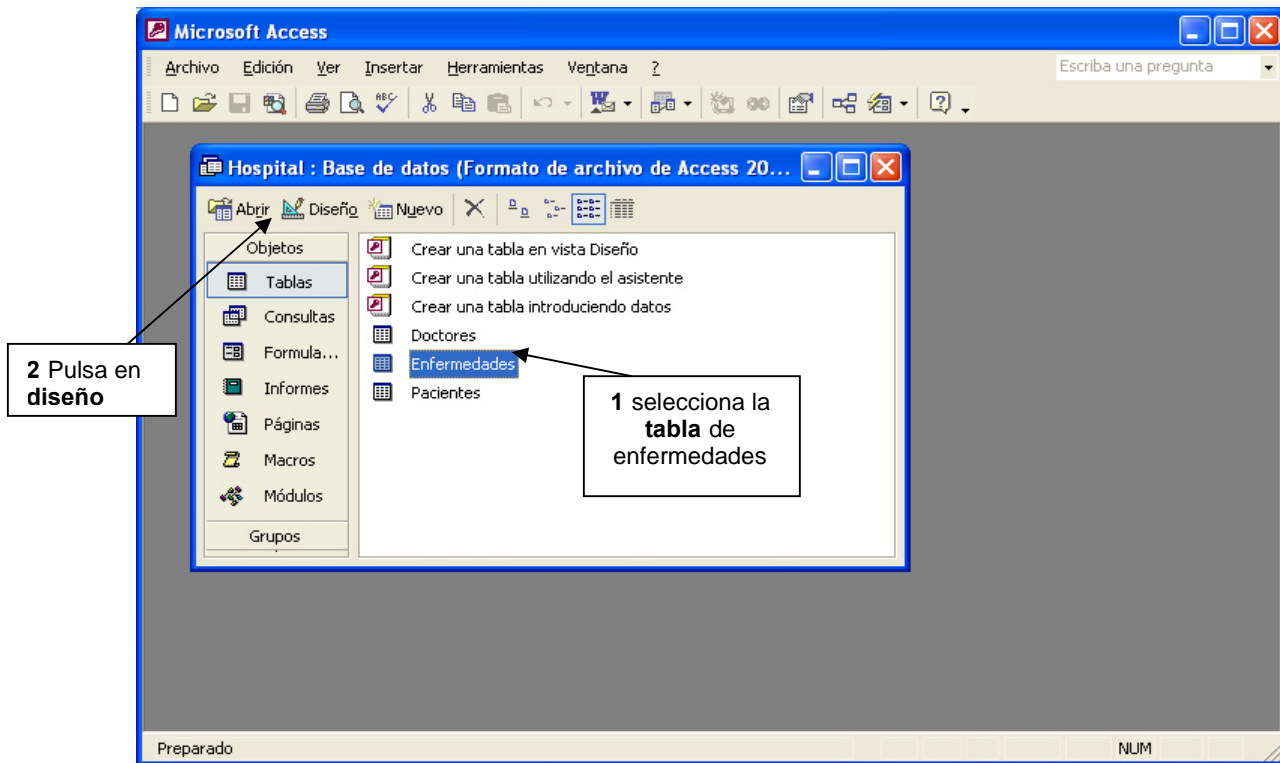 Microsoft Access
Archivo Edición Ver Insertar Herramientas Ventana ?
Escriba una pregunta
Hospital : Base de datos (Formato de archivo de Access 20...
Abrir Diseño Nuevo
Objetos
Tablas
Consultas
Formula...
Informes
Páginas
Macros
Módulos
Grupos
Crear una tabla en vista Diseño
Crear una tabla utilizando el asistente
Crear una tabla introduciendo datos
Doctores
Enfermedades
Pacientes
2 Pulsa en
diseño
1 selecciona la
tabla de
enfermedades
Preparado
NUM